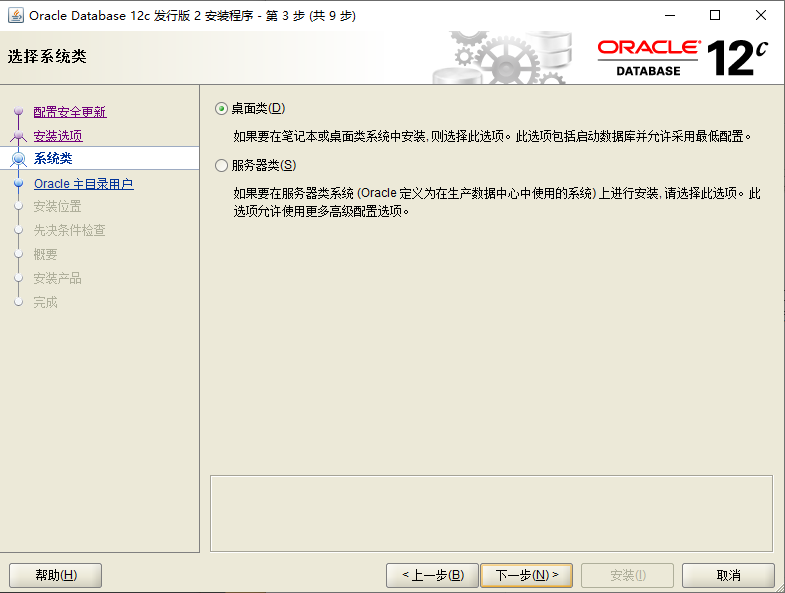 Oracle Database 12c 发行版 2 安装程序 - 第 3 步 (共 9 步)
选择系统类
ORACLE
DATABASE
12c
配置安全更新
安装选项
系统类
Oracle 主目录用户
安装位置
先决条件检查
概要
安装产品
完成
桌面类(D)
如果要在笔记本或桌面类系统中安装,则选择此选项。此选项包括启动数据库并允许采用最低配置。
服务器类(S)
如果要在服务器类系统 (Oracle 定义为在生产数据中心中使用的系统) 上进行安装,请选择此选项。此
选项允许使用更多高级配置选项。
帮助(H)
< 上一步(B)
下一步(N) >
安装(I)
取消